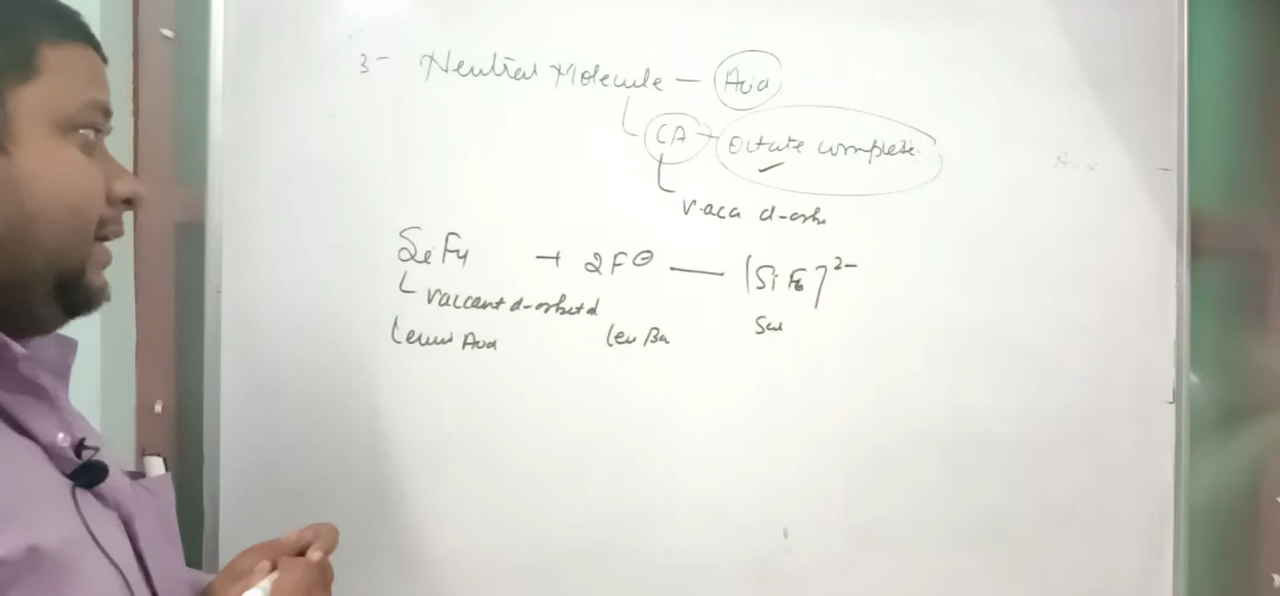 3- Neutral Molecule — Acid
CA - Octate complete.
vaca d-orb
SiF4 + 2F⊖ — [SiF6]2-
vaccant d-orbital
Lewis Acid Lew Ba Sal